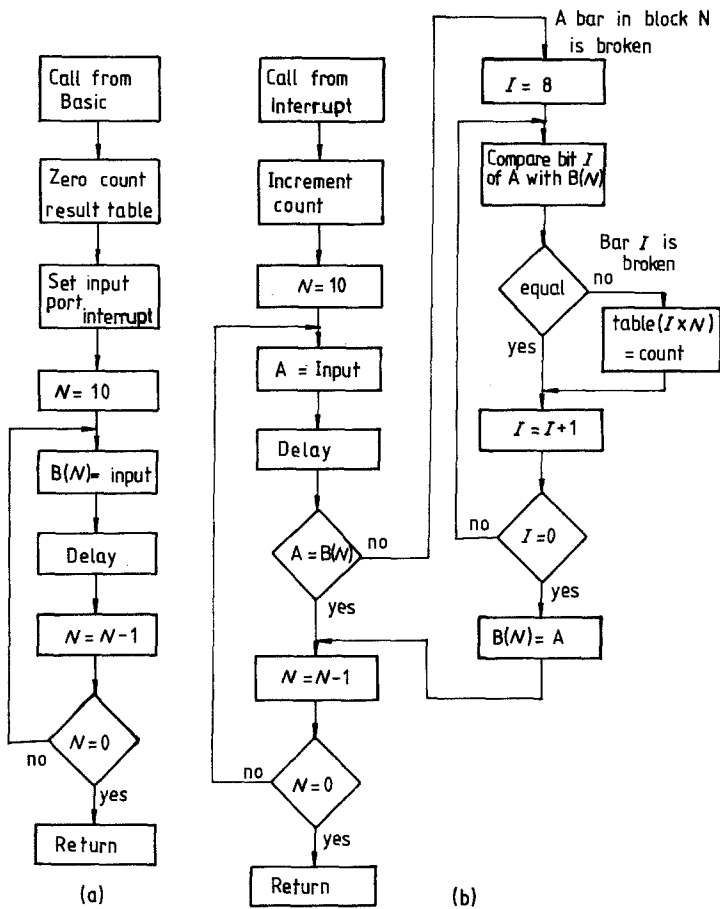 Call from
Basic
Zero count
result table
Set input
port interrupt
N = 10
B(N) = input
Delay
N = N-1
N = 0
no
yes
Return
(a)
Call from
Interrupt
Increment
count
N = 10
A = Input
Delay
A = B(N)
no
yes
N = N-1
no
N = 0
yes
Return
A bar in block N
is broken
I = 8
Compare bit I
of A with B(N)
Bar I is
broken
equal
no
yes
table(I×N)
= count
I = I+1
no
I = 0
yes
B(N) = A
(b)